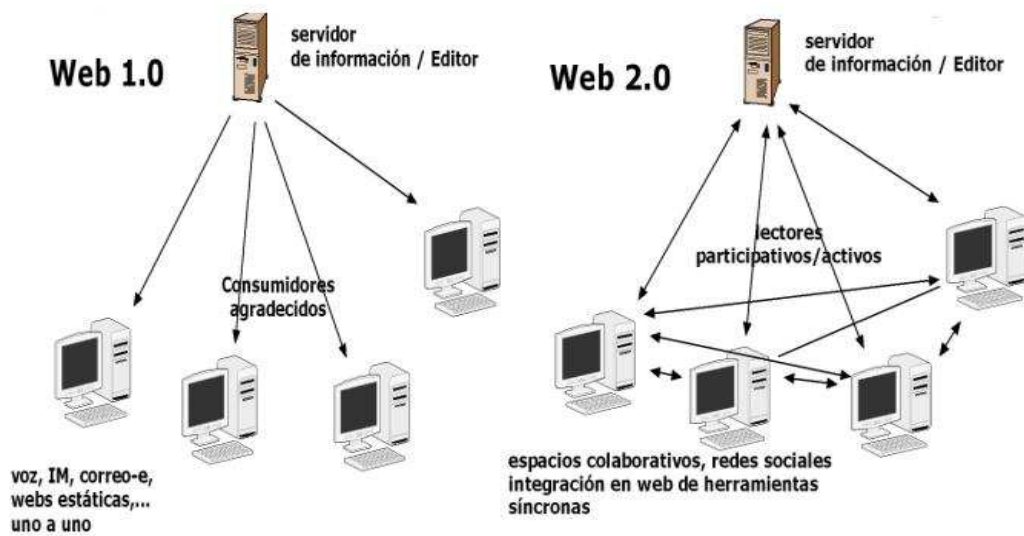 Web 1.0
servidor
de información / Editor
Consumidores
agradecidos
voz, IM, correo-e,
webs estáticas,...
uno a uno
Web 2.0
servidor
de información / Editor
lectores
participativos/activos
espacios colaborativos, redes sociales
integración en web de herramientas
síncronas